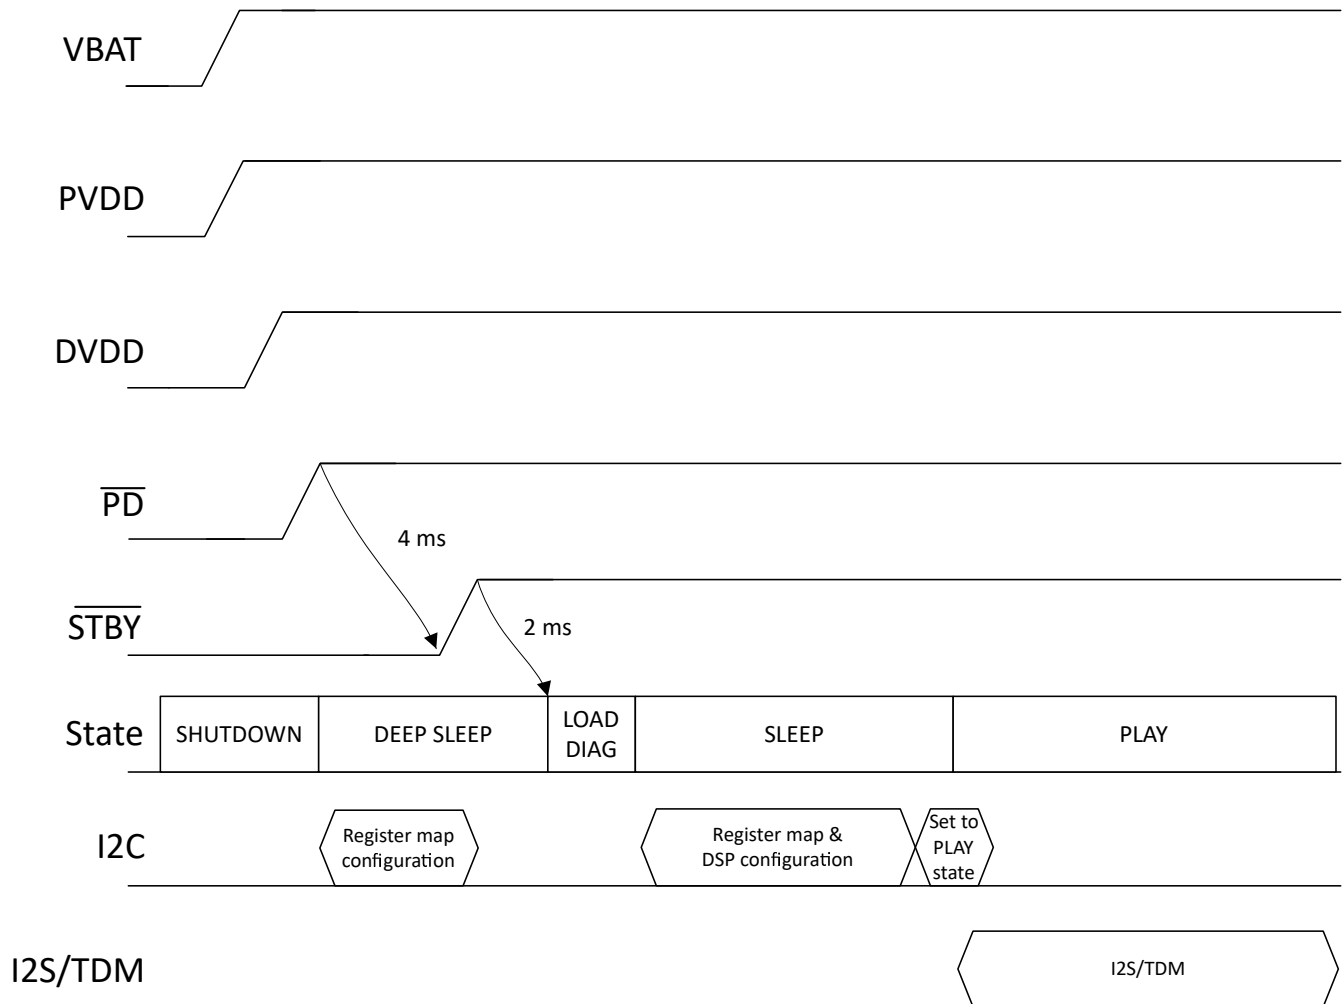 VBAT
PVDD
DVDD
PD
4 ms
STBY
2 ms
State
SHUTDOWN
DEEP SLEEP
LOAD
DIAG
SLEEP
PLAY
I2C
Register map
configuration
Register map &
DSP configuration
Set to
PLAY
state
I2S/TDM
I2S/TDM